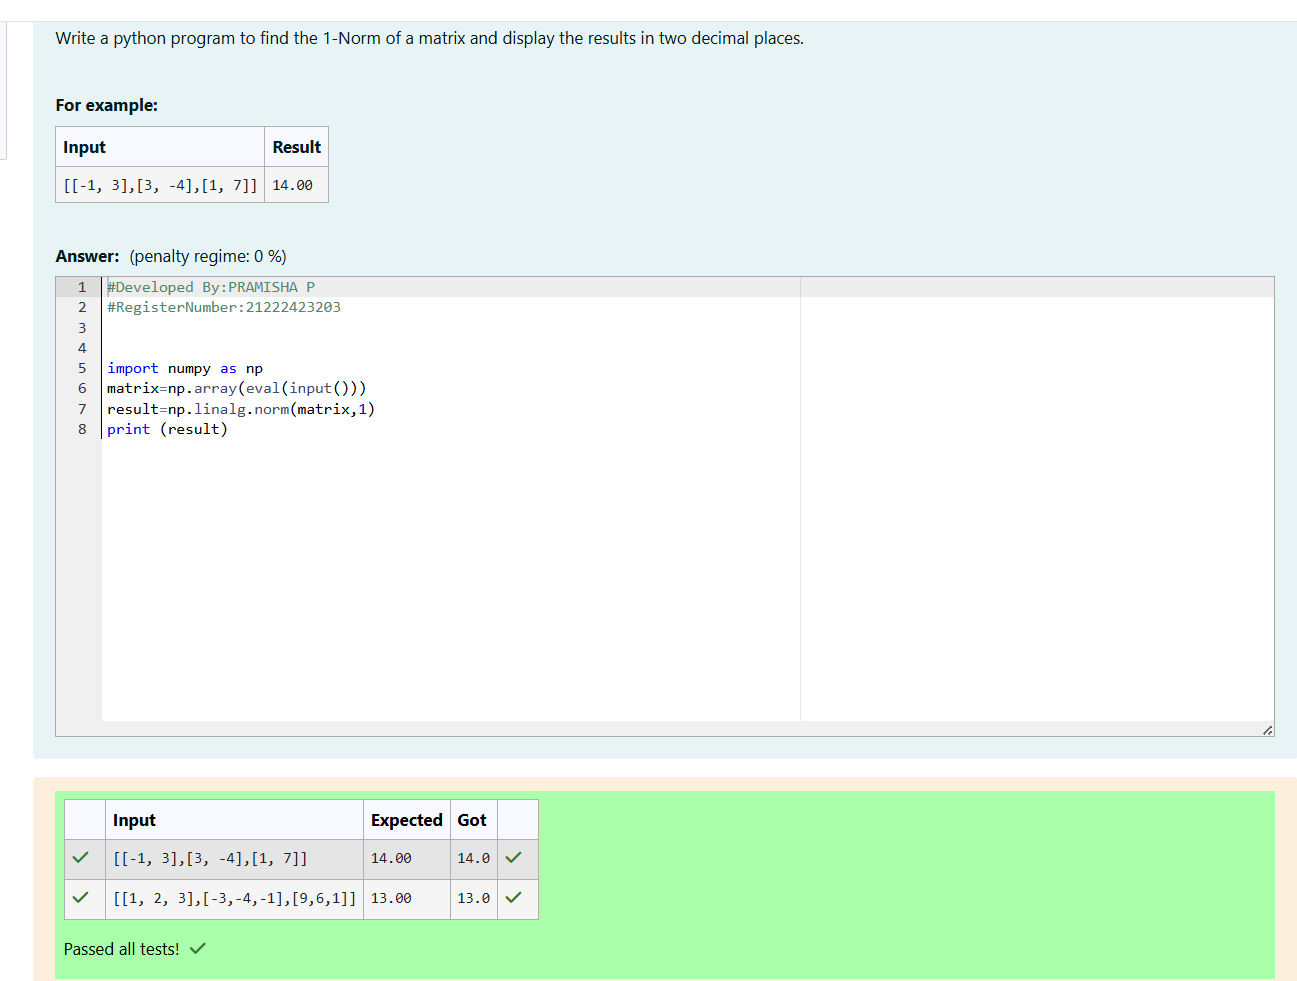 Write a python program to find the 1-Norm of a matrix and display the results in two decimal places.
For example:
Input Result
[[-1, 3],[3, -4],[1, 7]] 14.00
Answer: (penalty regime: 0 %)
1 #Developed By:PRAMISHA P
2 #RegisterNumber:21222423203
3
4
5 import numpy as np
6 matrix=np.array(eval(input()))
7 result=np.linalg.norm(matrix,1)
8 print (result)
Input Expected Got
[[-1, 3],[3, -4],[1, 7]] 14.00 14.0
[[1, 2, 3],[-3,-4,-1],[9,6,1]] 13.00 13.0
Passed all tests!